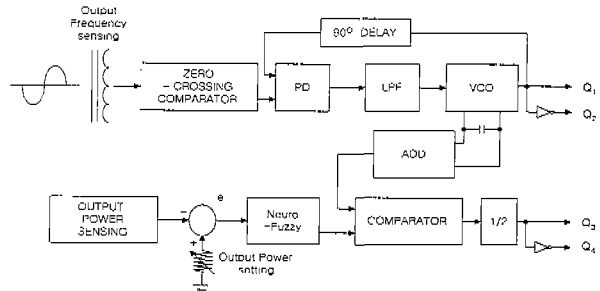 Output
Frequency
sensing
90° DELAY
ZERO
- CROSSING
COMPARATOR
PD
LPF
VCO
Q₁
Q₂
ADD
OUTPUT
POWER
SENSING
−
e
+
Neuro
-Fuzzy
COMPARATOR
1/2
Q₃
Q₄
Output Power
setting